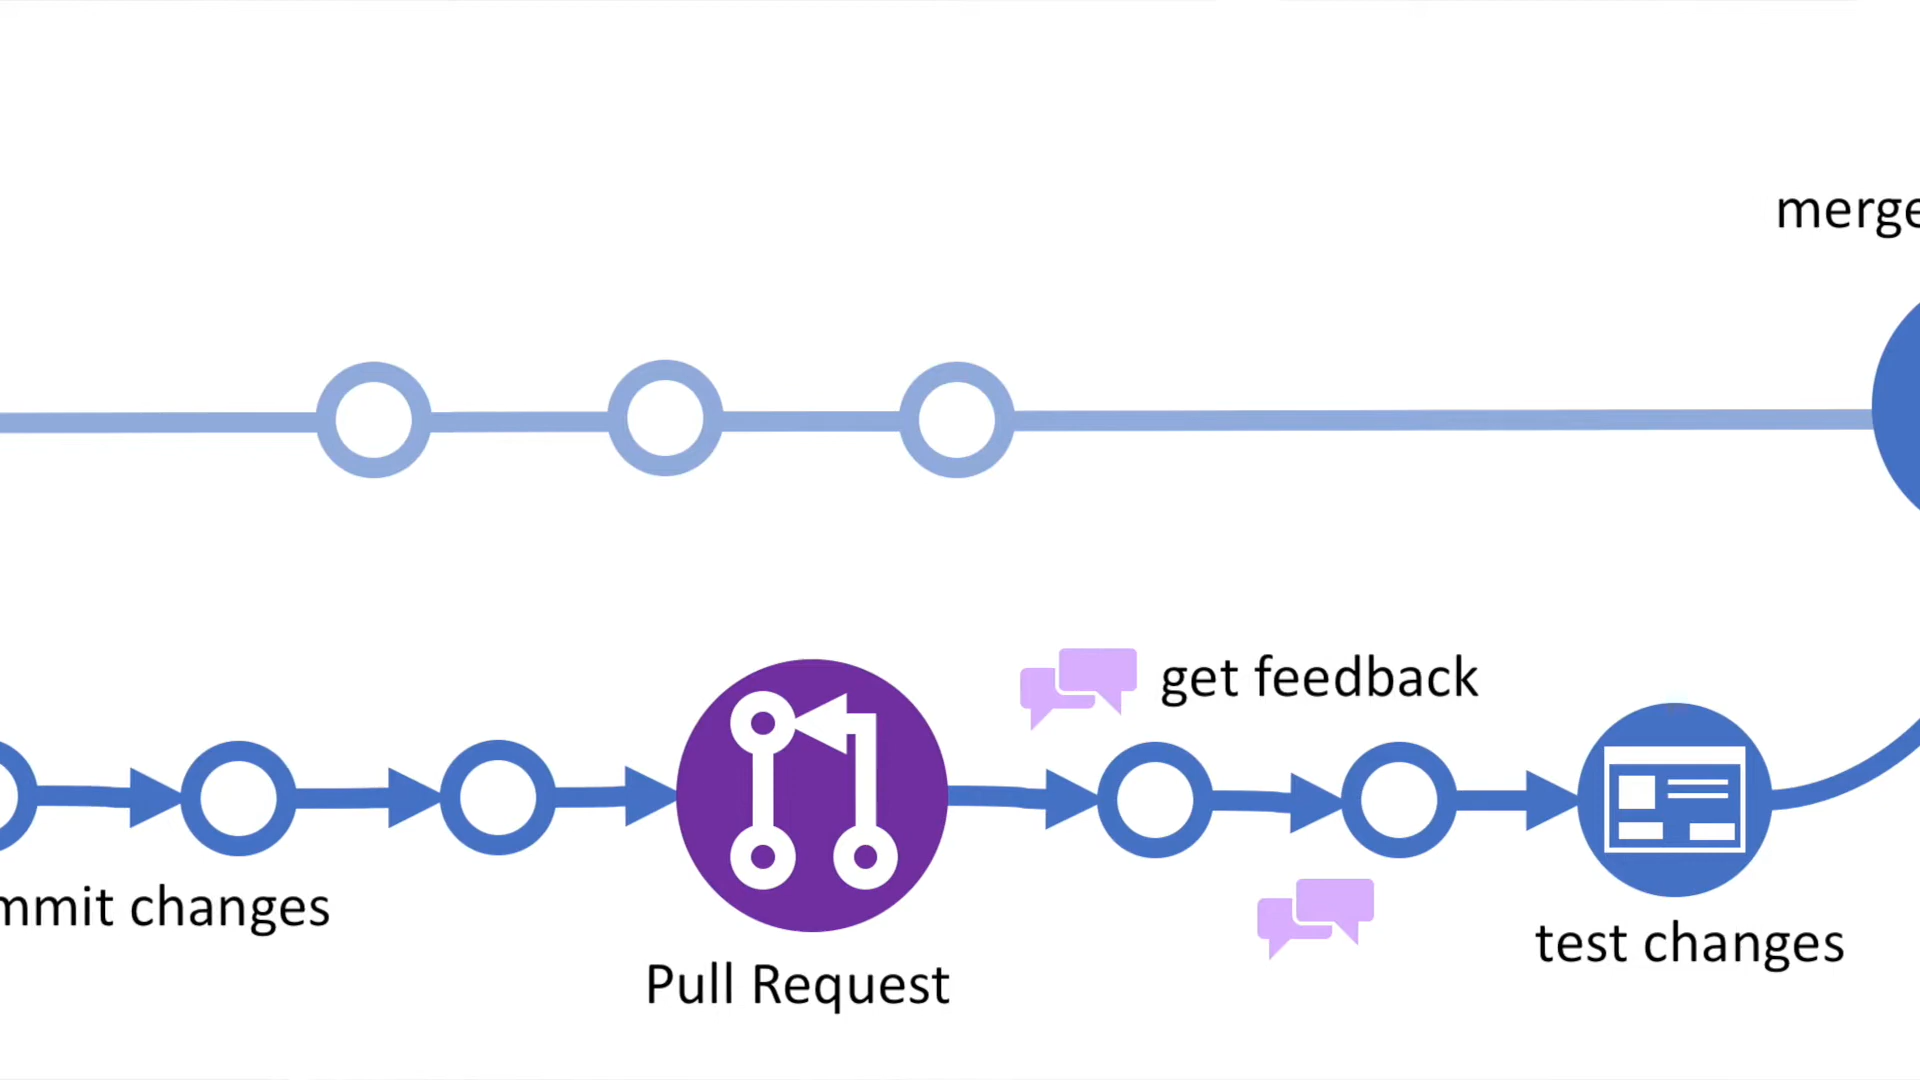 merge
get feedback
mmit changes
test changes
Pull Request